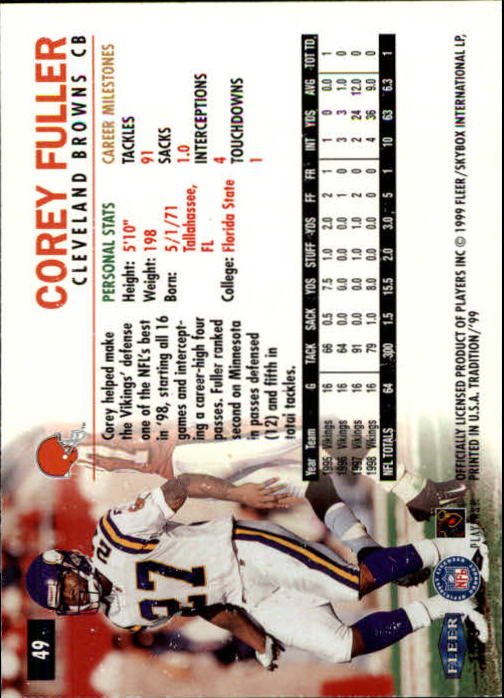 49
COREY FULLER
CLEVELAND BROWNS CB
Corey helped make
the Vikings' defense
one of the NFL's best
in '98, starting all 16
games and intercept-
ing a career-high four
passes. Fuller ranked
second on Minnesota
in passes defensed
(12) and fifth in
total tackles.
PERSONAL STATS
Height: 5'10"
Weight: 198
Born: 5/1/71
Tallahassee,
FL
College: Florida State
CAREER MILESTONES
TACKLES
91
SACKS
1.0
INTERCEPTIONS
4
TOUCHDOWNS
1
Year Team G TACK SACK YDS STUFF -YDS FF FR INT YDS AVG TOT TD
1995 Vikings 16 66 0.5 7.5 1.0 2.0 2 1 1 0 0.0 1
1996 Vikings 16 64 0.0 0.0 0.0 0.0 1 0 3 3 1.0 0
1997 Vikings 16 91 0.0 0.0 1.0 1.0 2 0 2 24 12.0 0
1998 Vikings 16 79 1.0 8.0 0.0 0.0 0 0 4 36 9.0 0
NFL TOTALS 64 300 1.5 15.5 2.0 3.0 5 1 10 63 6.3 1
27
FLEER
NFL
OFFICIALLY LICENSED PRODUCT OF PLAYERS INC © 1999 FLEER/SKYBOX INTERNATIONAL LP,
PRINTED IN U.S.A. TRADITION/'99